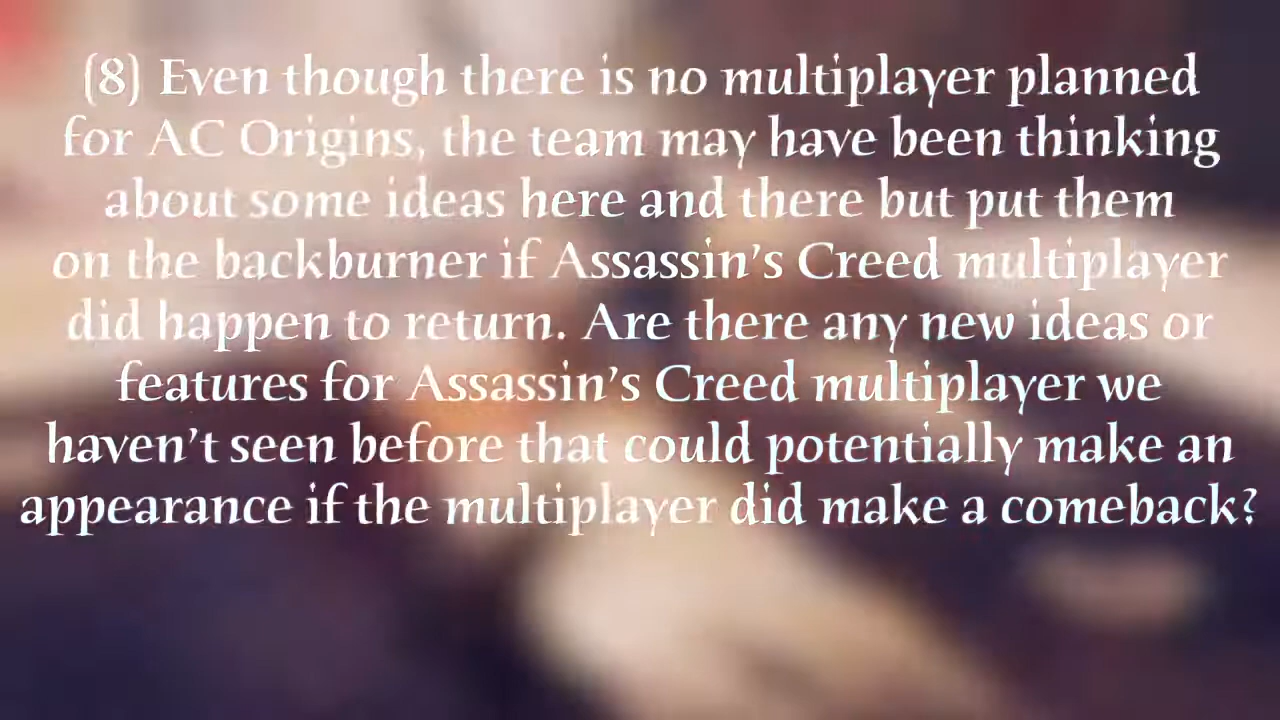 (8) Even though there is no multiplayer planned
for AC Origins, the team may have been thinking
about some ideas here and there but put them
on the backburner if Assassin's Creed multiplayer
did happen to return. Are there any new ideas or
features for Assassin's Creed multiplayer we
haven't seen before that could potentially make an
appearance if the multiplayer did make a comeback?